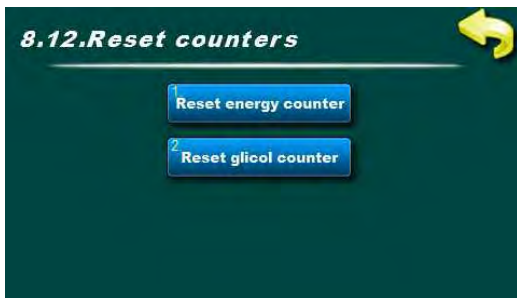 8.12.Reset counters
1
Reset energy counter
2
Reset glicol counter